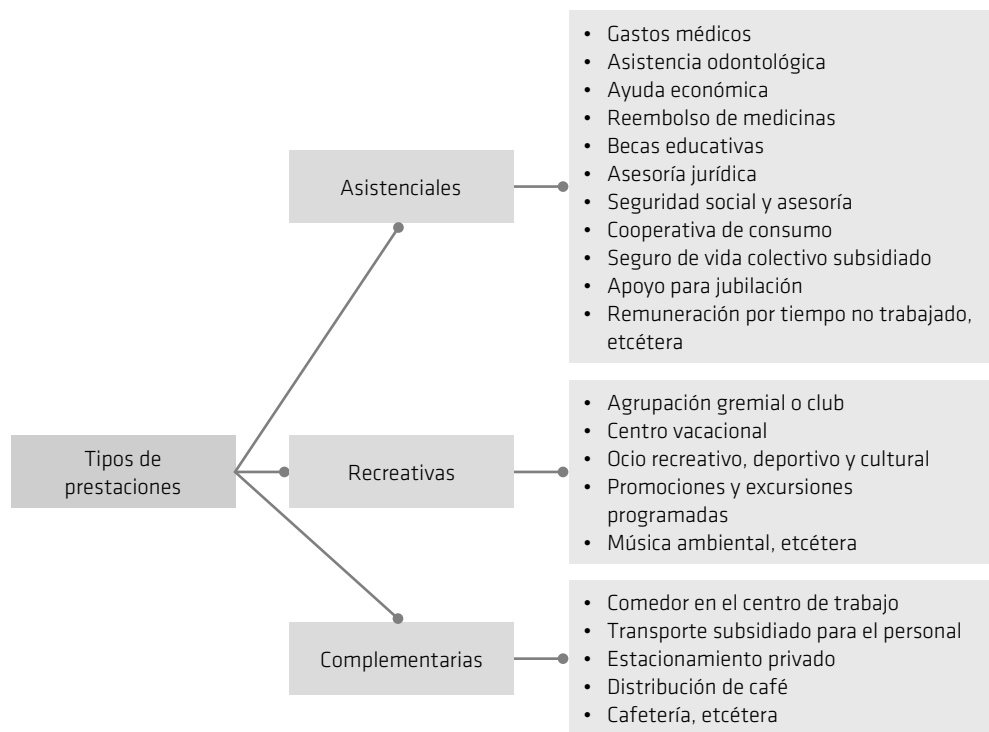 Tipos de
prestaciones
Asistenciales
• Gastos médicos
• Asistencia odontológica
• Ayuda económica
• Reembolso de medicinas
• Becas educativas
• Asesoría jurídica
• Seguridad social y asesoría
• Cooperativa de consumo
• Seguro de vida colectivo subsidiado
• Apoyo para jubilación
• Remuneración por tiempo no trabajado,
etcétera
Recreativas
• Agrupación gremial o club
• Centro vacacional
• Ocio recreativo, deportivo y cultural
• Promociones y excursiones
programadas
• Música ambiental, etcétera
Complementarias
• Comedor en el centro de trabajo
• Transporte subsidiado para el personal
• Estacionamiento privado
• Distribución de café
• Cafetería, etcétera